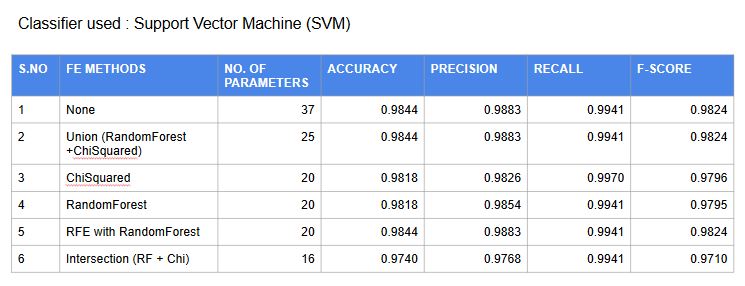 Classifier used : Support Vector Machine (SVM)
S.NO FE METHODS NO. OF PARAMETERS ACCURACY PRECISION RECALL F-SCORE
1 None 37 0.9844 0.9883 0.9941 0.9824
2 Union (RandomForest +ChiSquared) 25 0.9844 0.9883 0.9941 0.9824
3 ChiSquared 20 0.9818 0.9826 0.9970 0.9796
4 RandomForest 20 0.9818 0.9854 0.9941 0.9795
5 RFE with RandomForest 20 0.9844 0.9883 0.9941 0.9824
6 Intersection (RF + Chi) 16 0.9740 0.9768 0.9941 0.9710